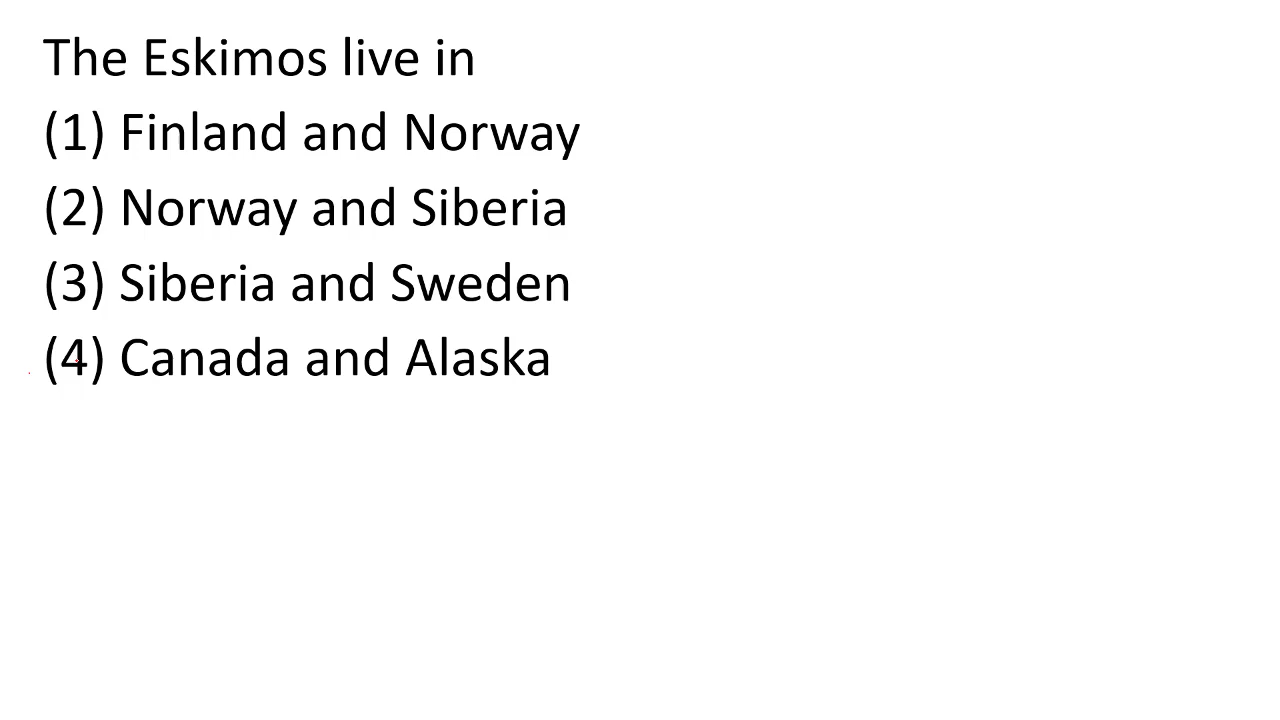 The Eskimos live in
(1) Finland and Norway
(2) Norway and Siberia
(3) Siberia and Sweden
(4) Canada and Alaska